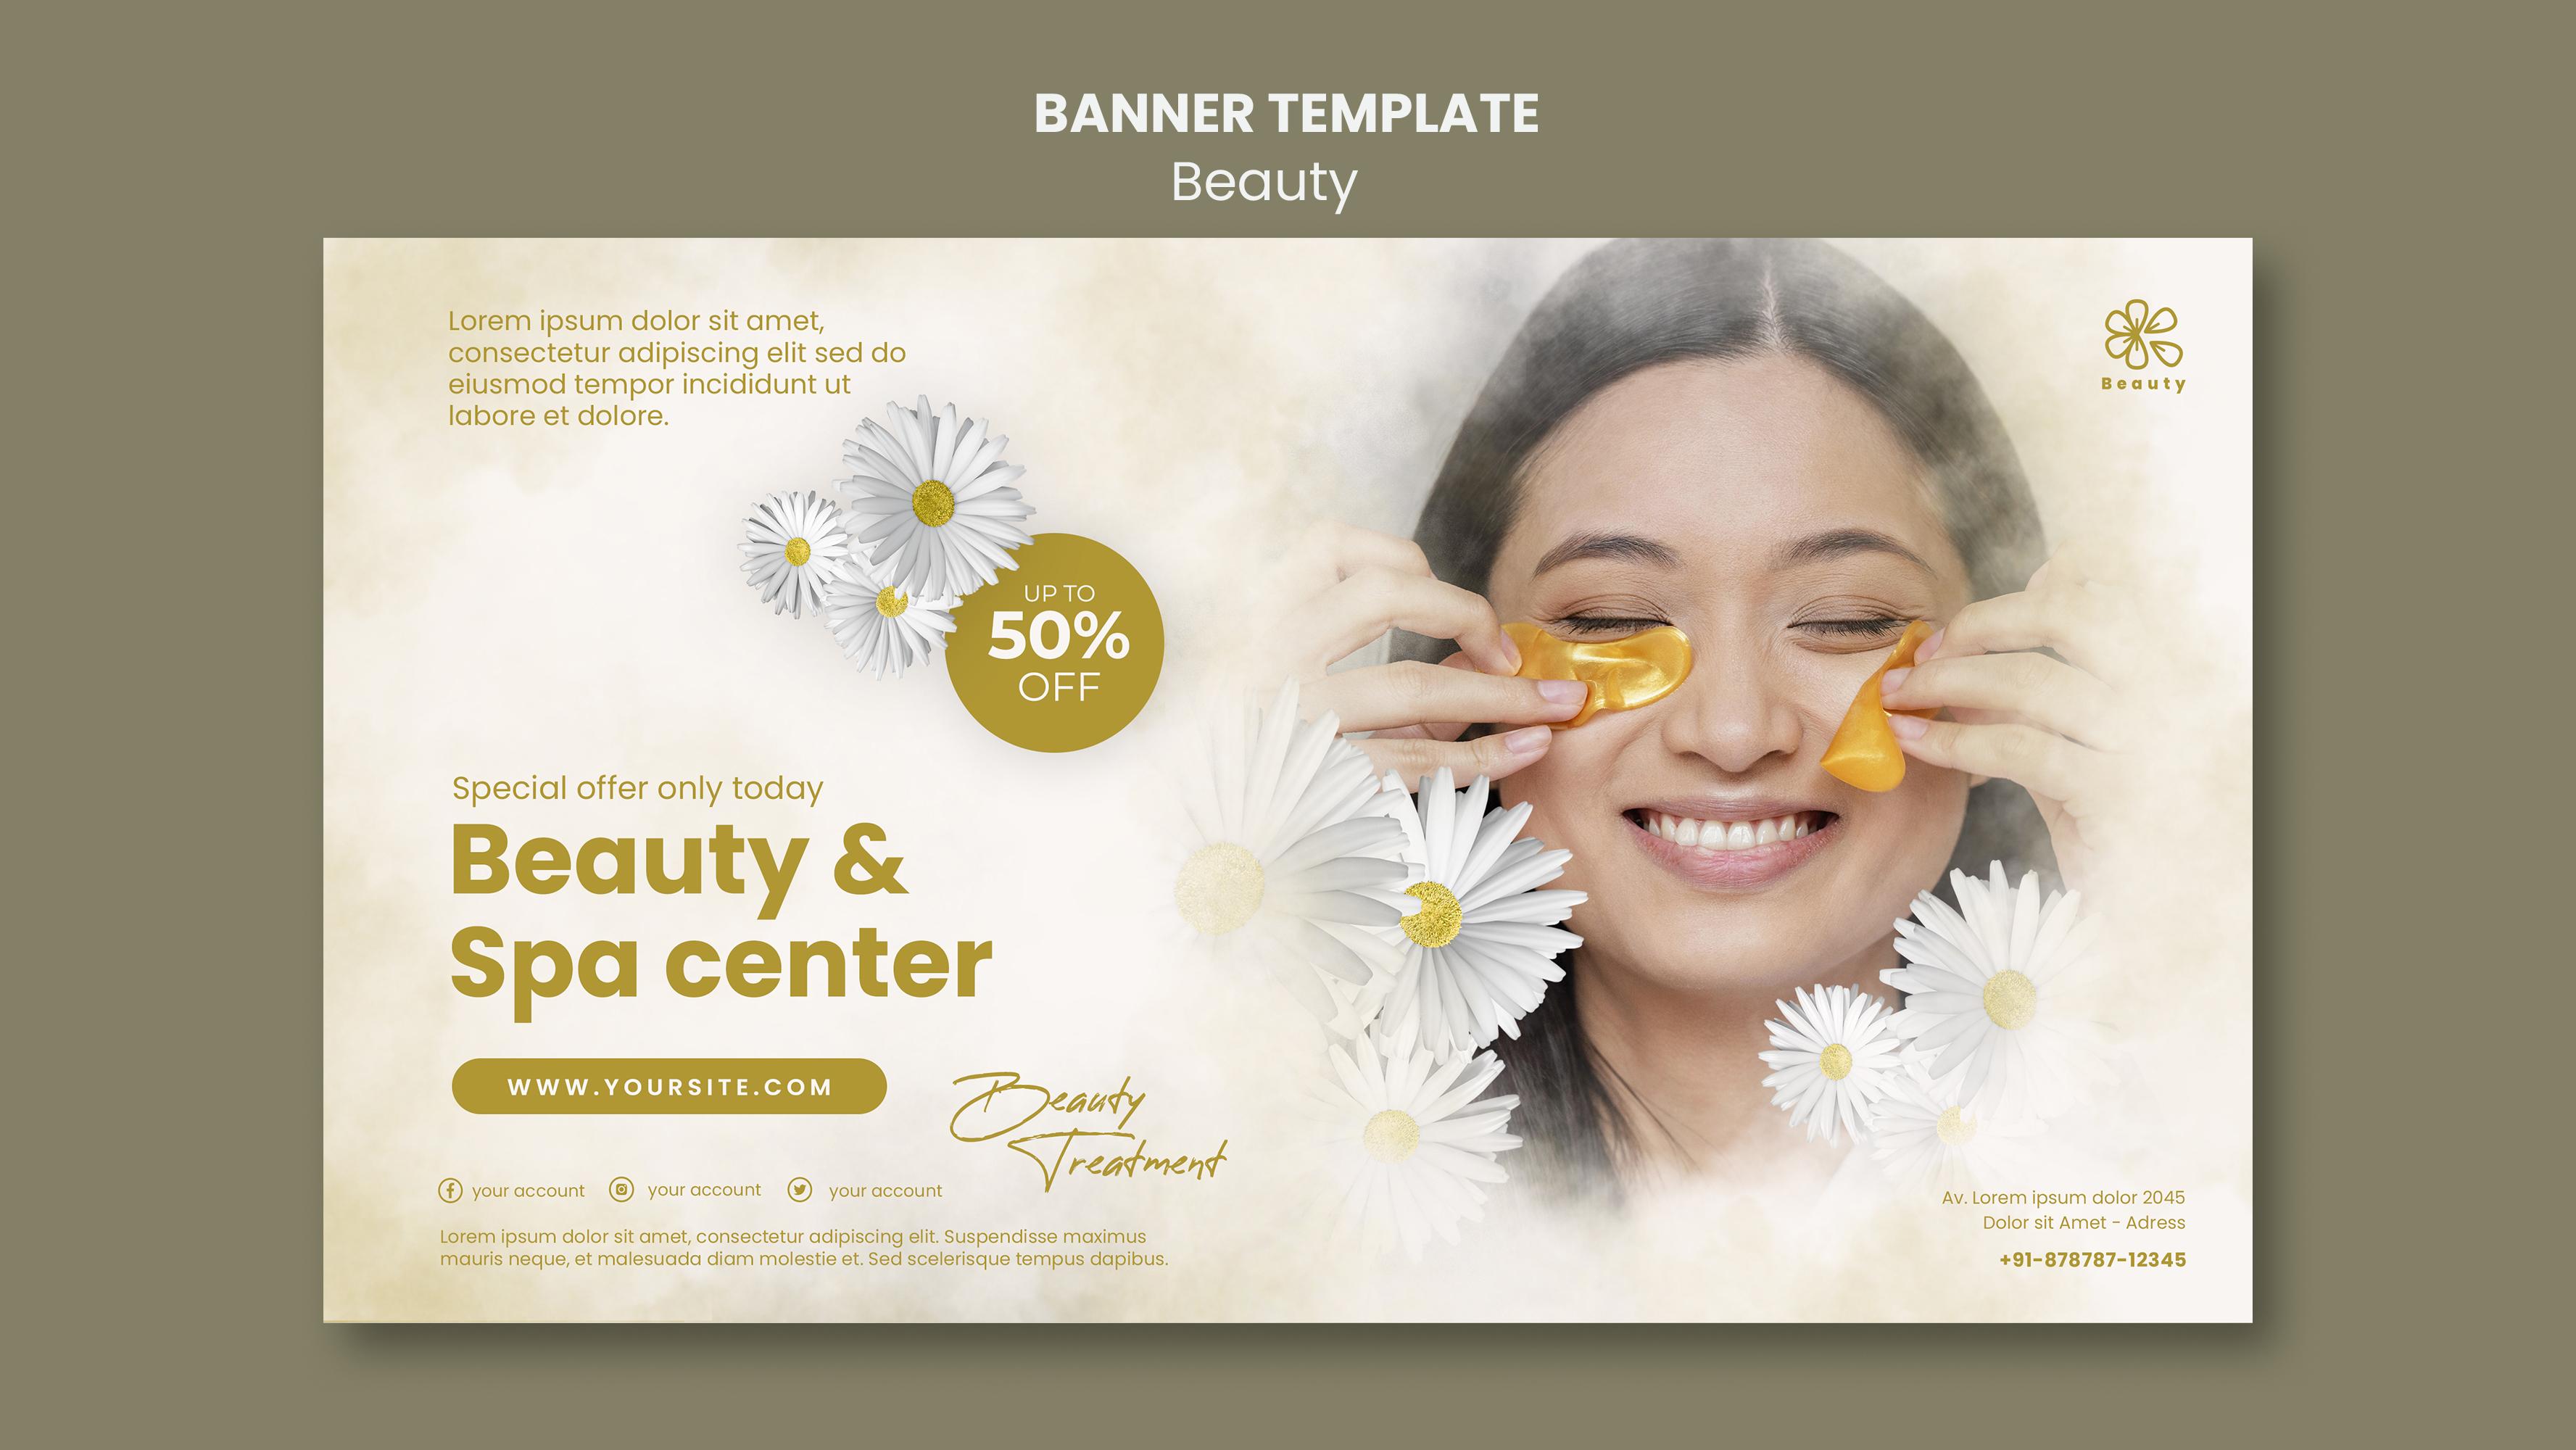 BANNER TEMPLATE
Beauty
Lorem ipsum dolor sit amet,
consectetur adipiscing elit sed do
eiusmod tempor incididunt ut
labore et dolore.
Beauty
UP TO
50%
OFF
Special offer only today
Beauty &
Spa center
WWW.YOURSITE.COM
Beauty
Treatment
your account your account your account
Lorem ipsum dolor sit amet, consectetur adipiscing elit. Suspendisse maximus
mauris neque, et malesuada diam molestie et. Sed scelerisque tempus dapibus.
Av. Lorem ipsum dolor 2045
Dolor sit Amet - Adress
+91-878787-12345